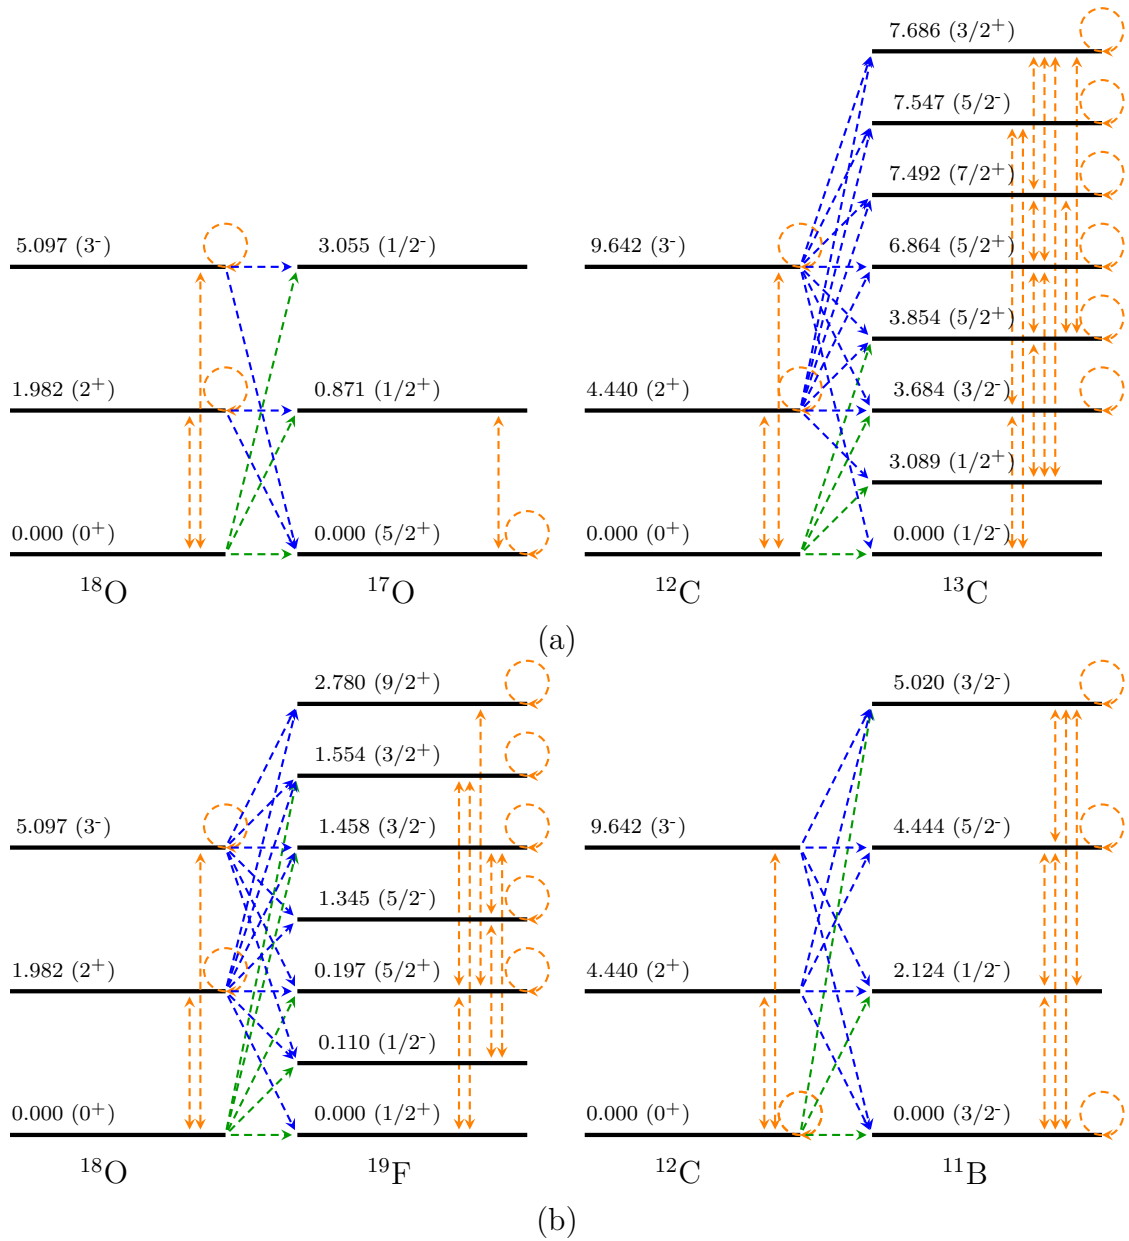 7.686 (3/2⁺)
7.547 (5/2⁻)
7.492 (7/2⁺)
5.097 (3⁻) 3.055 (1/2⁻) 9.642 (3⁻) 6.864 (5/2⁺)
3.854 (5/2⁺)
1.982 (2⁺) 0.871 (1/2⁺) 4.440 (2⁺) 3.684 (3/2⁻)
3.089 (1/2⁺)
0.000 (0⁺) 0.000 (5/2⁺) 0.000 (0⁺) 0.000 (1/2⁻)
¹⁸O ¹⁷O ¹²C ¹³C
(a)
2.780 (9/2⁺) 5.020 (3/2⁻)
1.554 (3/2⁺)
5.097 (3⁻) 1.458 (3/2⁻) 9.642 (3⁻) 4.444 (5/2⁻)
1.345 (5/2⁻)
1.982 (2⁺) 0.197 (5/2⁺) 4.440 (2⁺) 2.124 (1/2⁻)
0.110 (1/2⁻)
0.000 (0⁺) 0.000 (1/2⁺) 0.000 (0⁺) 0.000 (3/2⁻)
¹⁸O ¹⁹F ¹²C ¹¹B
(b)